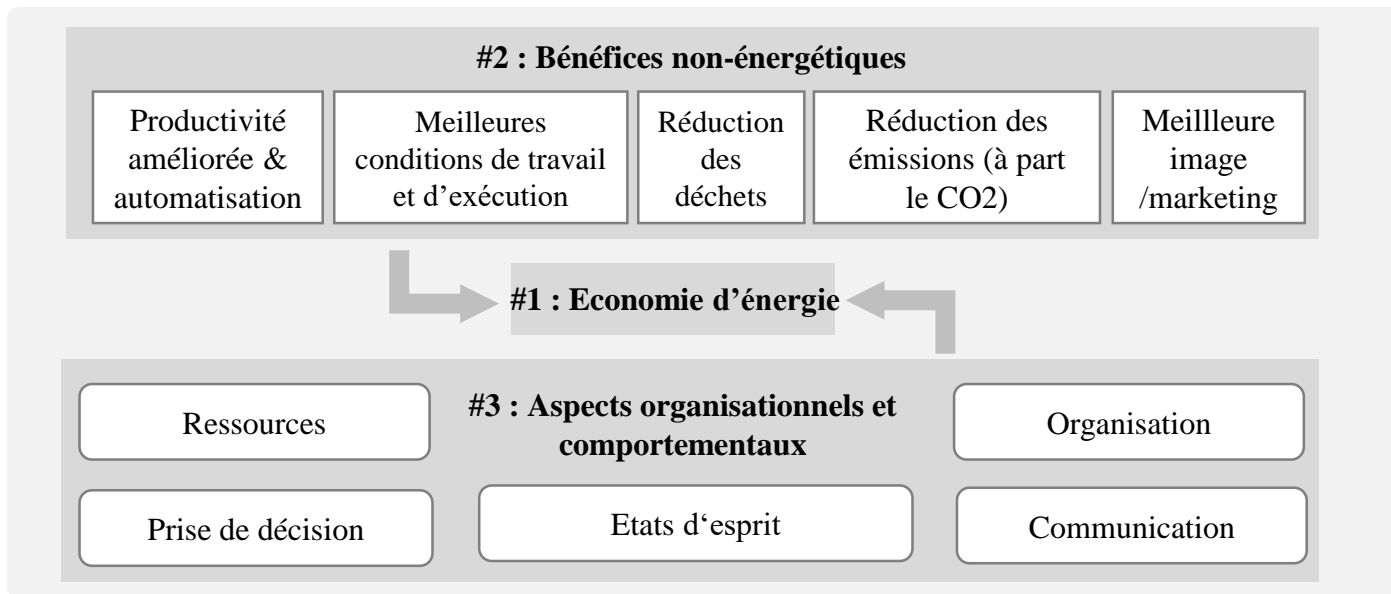 #2 : Bénéfices non-énergétiques
Productivité
améliorée &
automatisation
Meilleures
conditions de travail
et d’exécution
Réduction
des
déchets
Réduction des
émissions (à part
le CO2)
Meillleure
image
/marketing
#1 : Economie d’énergie
#3 : Aspects organisationnels et
comportementaux
Ressources
Organisation
Prise de décision
Etats d‘esprit
Communication